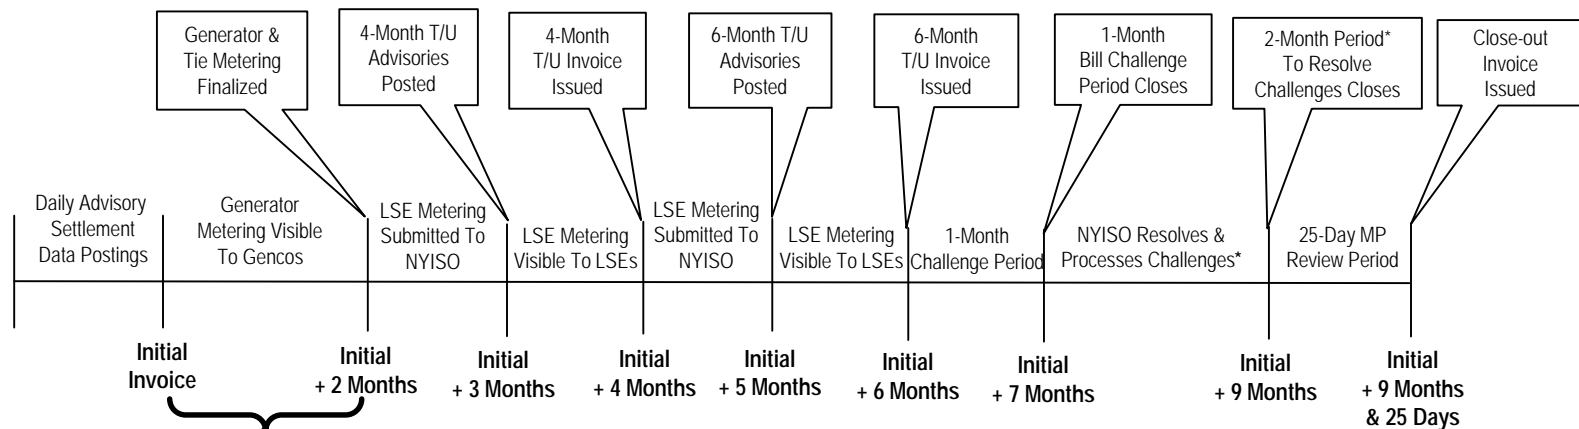 Generator &
Tie Metering
Finalized
4-Month T/U
Advisories
Posted
4-Month
T/U Invoice
Issued
6-Month T/U
Advisories
Posted
6-Month
T/U Invoice
Issued
1-Month
Bill Challenge
Period Closes
2-Month Period*
To Resolve
Challenges Closes
Close-out
Invoice
Issued
Daily Advisory
Settlement
Data Postings
Generator
Metering Visible
To Gencos
LSE Metering
Submitted To
NYISO
LSE Metering
Visible To LSEs
LSE Metering
Submitted To
NYISO
LSE Metering
Visible To LSEs
1-Month
Challenge Period
NYISO Resolves &
Processes Challenges*
25-Day MP
Review Period
Initial
Invoice
Initial
+ 2 Months
Initial
+ 3 Months
Initial
+ 4 Months
Initial
+ 5 Months
Initial
+ 6 Months
Initial
+ 7 Months
Initial
+ 9 Months
Initial
+ 9 Months
& 25 Days